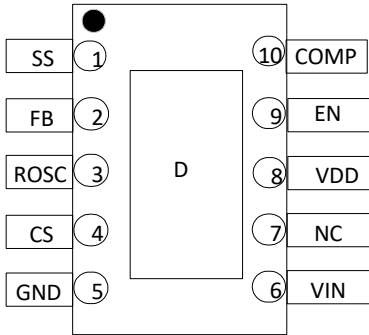 SS 1 10 COMP
FB 2 9 EN
ROSC 3 D 8 VDD
CS 4 7 NC
GND 5 6 VIN